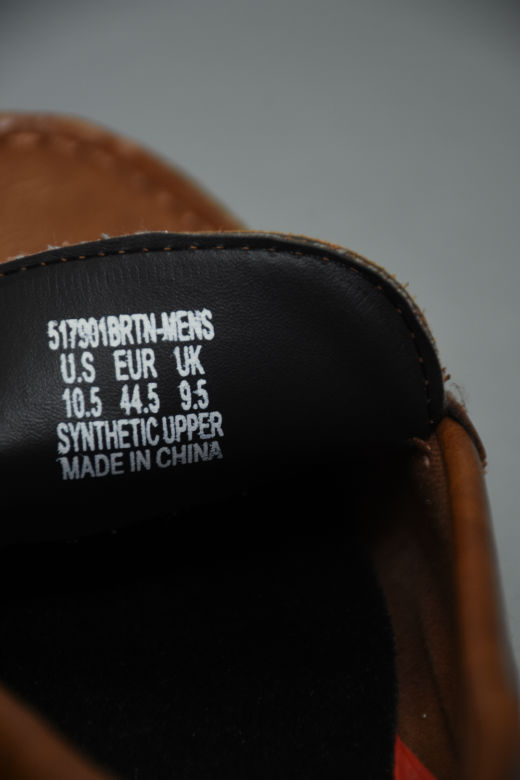 517901BRTN-MENS
U.S EUR UK
10.5 44.5 9.5
SYNTHETIC UPPER
MADE IN CHINA